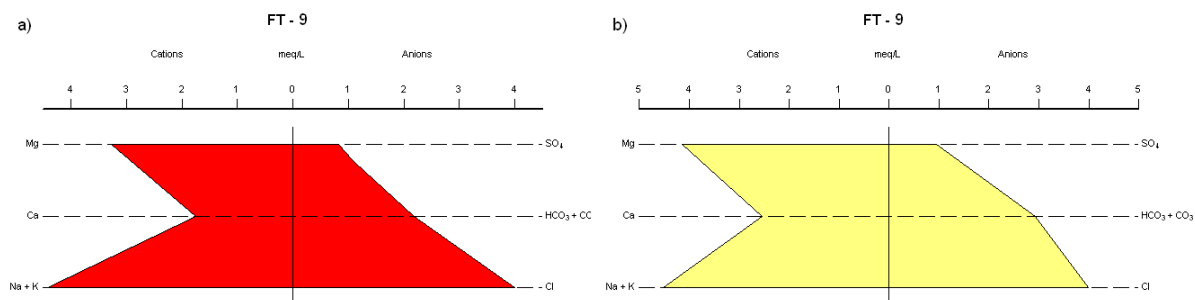 a)
FT - 9
Cations meq/L Anions
4 3 2 1 0 1 2 3 4
Mg SO₄
Ca HCO₃ + CC
Na + K Cl
b)
FT - 9
Cations meq/L Anions
5 4 3 2 1 0 1 2 3 4 5
Mg SO₄
Ca HCO₃ + CO₃
Na + K Cl